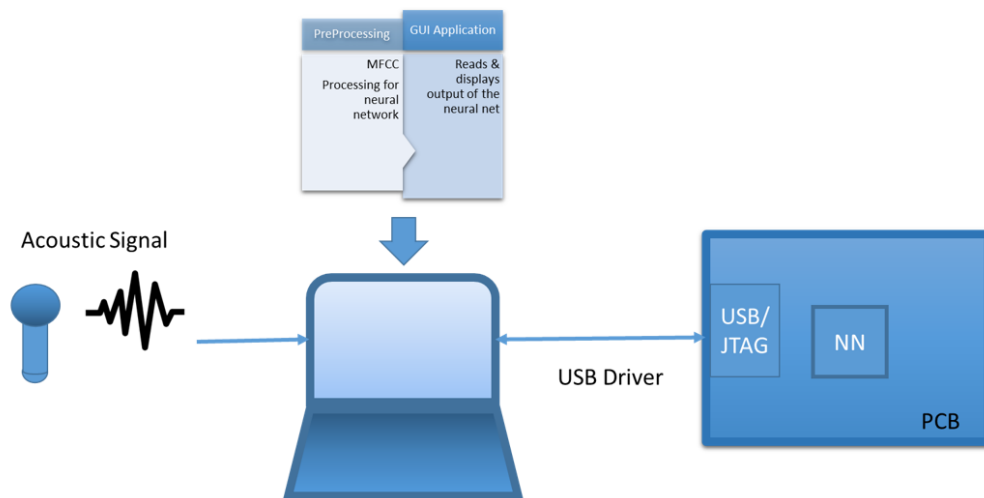 PreProcessing
MFCC
Processing for
neural
network
GUI Application
Reads &
displays
output of the
neural net
Acoustic Signal
USB Driver
USB/
JTAG
NN
PCB